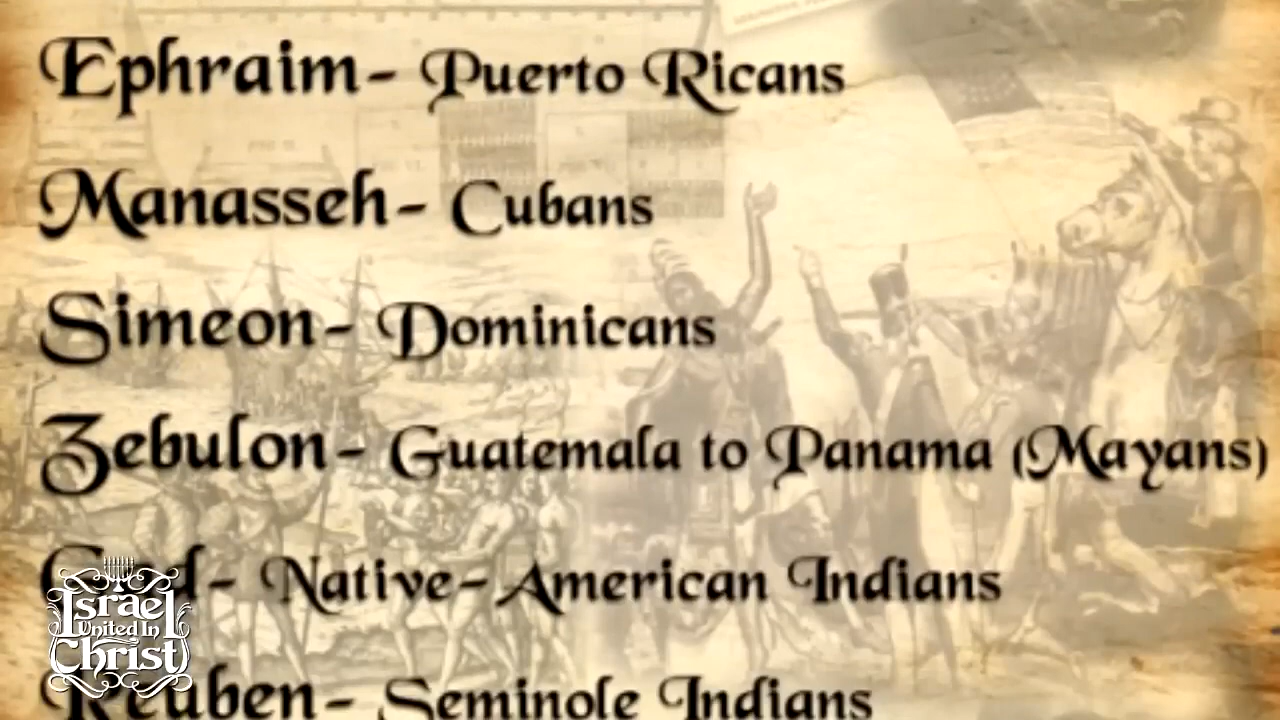 Ephraim- Puerto Ricans
Manasseh- Cubans
Simeon- Dominicans
Zebulon- Guatemala to Panama (Mayans)
Gad- Native-American Indians
Reuben- Seminole Indians
Israel
United In
Christ